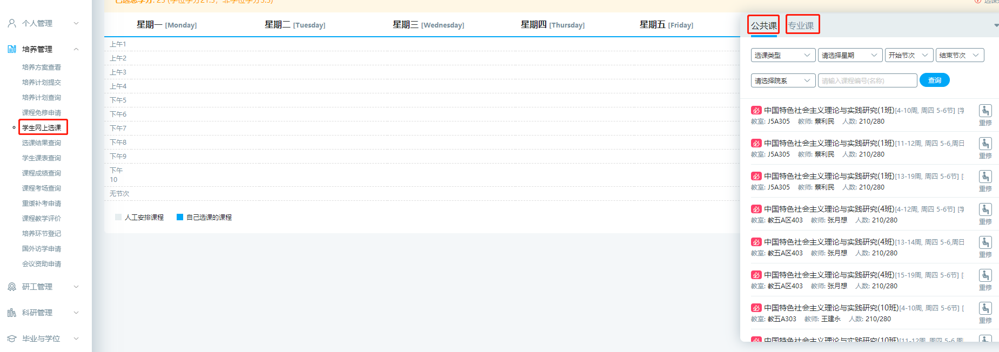 已选总学分: 25 (学位学分21.5，非学位学分3.5)
个人管理
培养管理
培养方案查看
培养计划提交
培养计划查询
课程免修申请
学生网上选课
选课结果查询
学生课表查询
课程成绩查询
课程考场查询
重缓补考申请
课程教学评价
培养环节登记
国外访学申请
会议资助申请
研工管理
科研管理
毕业与学位
星期一 [Monday] 星期二 [Tuesday] 星期三 [Wednesday] 星期四 [Thursday] 星期五 [Friday]
上午1
上午2
上午3
上午4
下午5
下午6
下午7
下午8
下午9
下午
10
无节次
人工安排课程 自己选课的课程
公共课 专业课
选课类型 请选择星期 开始节次 结束节次
请选择院系 请输入课程编号(名称) 查询
必 中国特色社会主义理论与实践研究(1班)[4-10周, 周四 5-6节] [学
教室: J5A305 教师: 蔡利民 人数: 210/280 重修
必 中国特色社会主义理论与实践研究(1班)[11-12周, 周四 5-6,周日
教室: J5A305 教师: 蔡利民 人数: 210/280 重修
必 中国特色社会主义理论与实践研究(1班)[13-19周, 周四 5-6节] [
教室: J5A305 教师: 蔡利民 人数: 210/280 重修
必 中国特色社会主义理论与实践研究(4班)[4-12周, 周四 5-6节] [学
教室: 教五A区403 教师: 张月想 人数: 210/280 重修
必 中国特色社会主义理论与实践研究(4班)[13-14周, 周四 5-6,周日
教室: 教五A区403 教师: 张月想 人数: 210/280 重修
必 中国特色社会主义理论与实践研究(4班)[15-19周, 周四 5-6节] [
教室: 教五A区403 教师: 张月想 人数: 210/280 重修
必 中国特色社会主义理论与实践研究(10班)[4-10周, 周四 5-6节] [
教室: 教五A303 教师: 王建永 人数: 210/280 重修
必 中国特色社会主义理论与实践研究(10班)[11-12周, 周四 5-6,周